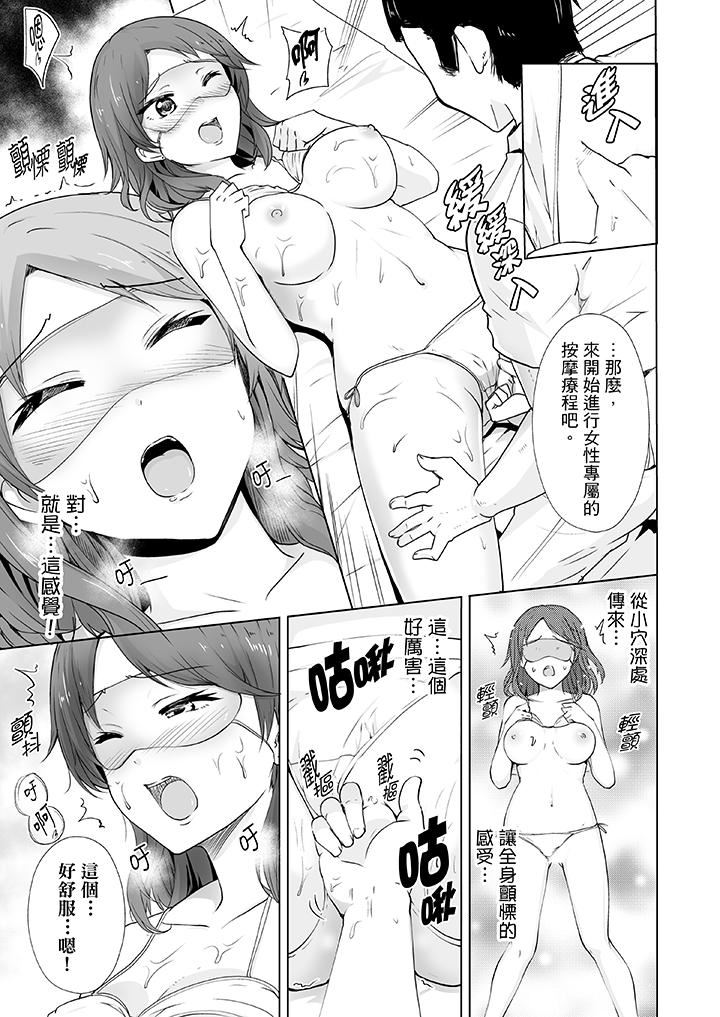 進入
緩緩深入
啊
嗯
顫慄
顫慄
…那麼，
來開始進行女性專屬的
按摩療程吧。
吁—
吁—
對…
就是…這感覺！
從小穴深處
傳來…
輕顫
輕顫
讓全身顫慄的
感受…
這…這個
好厲害…
咕啾
戳摳
戳摳
咕啾
顫抖
吁
啊
吁
吁
這個…
好舒服…嗯！